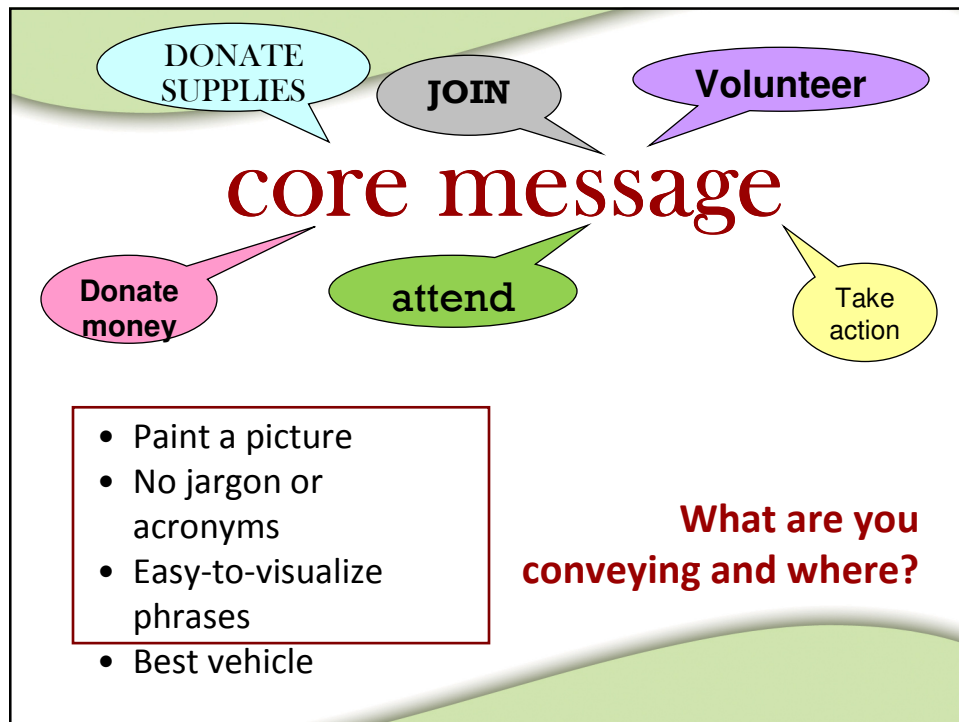 DONATE
SUPPLIES
JOIN
Volunteer
core message
Donate
money
attend
Take
action
• Paint a picture
• No jargon or
acronyms
• Easy-to-visualize
phrases
• Best vehicle
What are you
conveying and where?